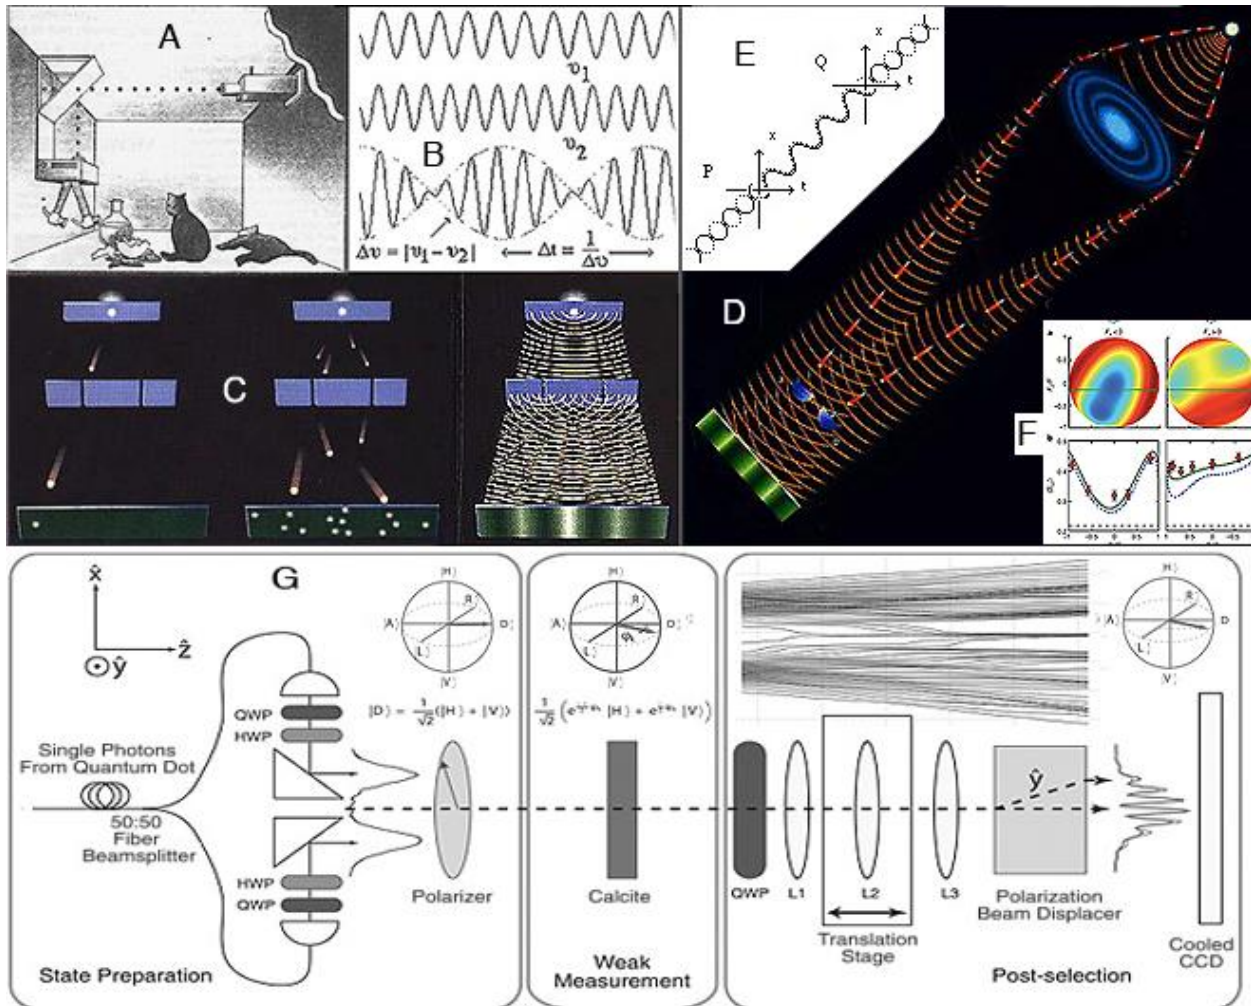 A
B
υ1
υ2
Δυ = |υ1 - υ2|
Δt = 1/Δυ
C
D
E
Q
x
t
P
x
t
F
G
x̂
ẑ
ŷ
Single Photons
From Quantum Dot
50:50
Fiber
Beamsplitter
QWP
HWP
HWP
QWP
|H⟩
|A⟩
|V⟩
|D⟩ = 1/√2 (|H⟩ + |V⟩)
Polarizer
State Preparation
|H⟩
|A⟩
|V⟩
Calcite
Weak
Measurement
|H⟩
|V⟩
QWP
L1
L2
L3
Translation
Stage
ŷ
Polarization
Beam Displacer
Cooled
CCD
Post-selection